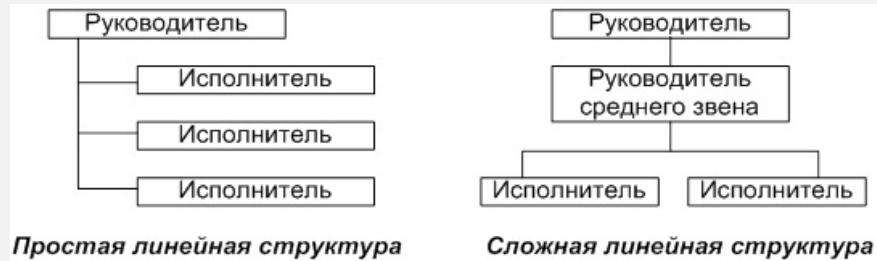 Руководитель
Исполнитель
Исполнитель
Исполнитель
Простая линейная структура
Руководитель
Руководитель
среднего звена
Исполнитель
Исполнитель
Сложная линейная структура